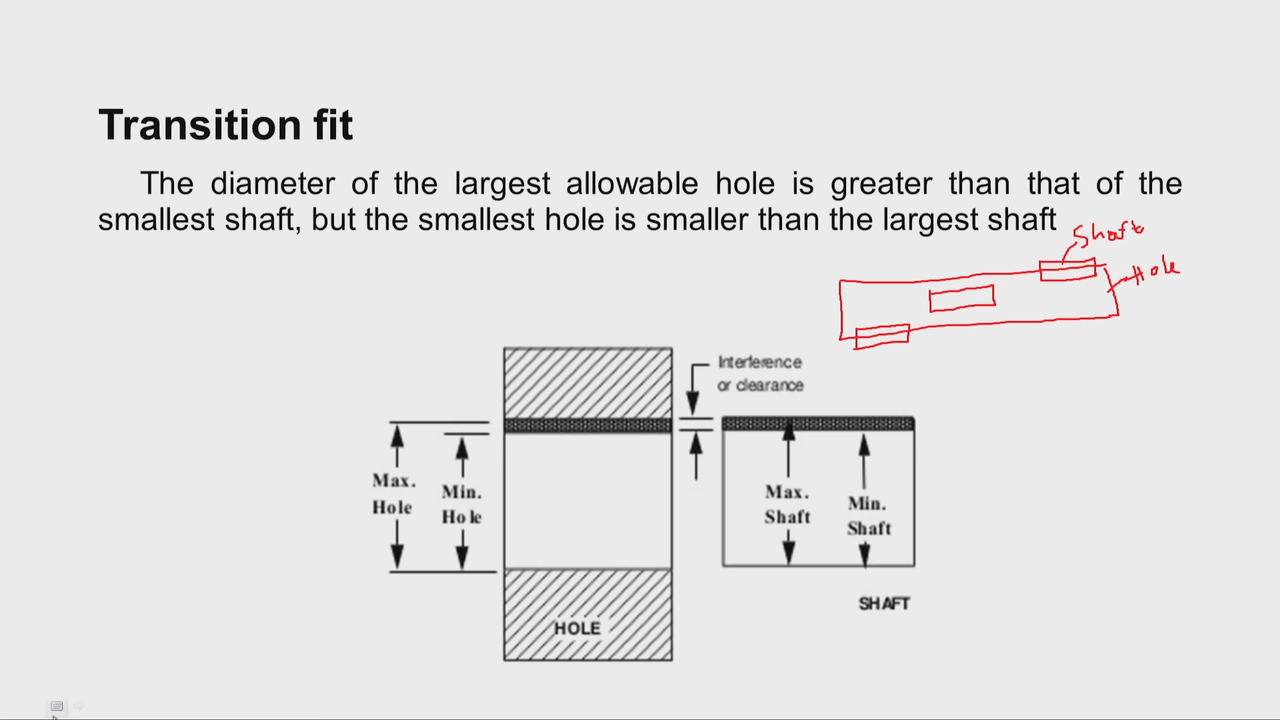 Transition fit
The diameter of the largest allowable hole is greater than that of the
smallest shaft, but the smallest hole is smaller than the largest shaft
Shaft
Hole
Interference
or clearance
Max.
Hole
Min.
Hole
Max.
Shaft
Min.
Shaft
HOLE
SHAFT